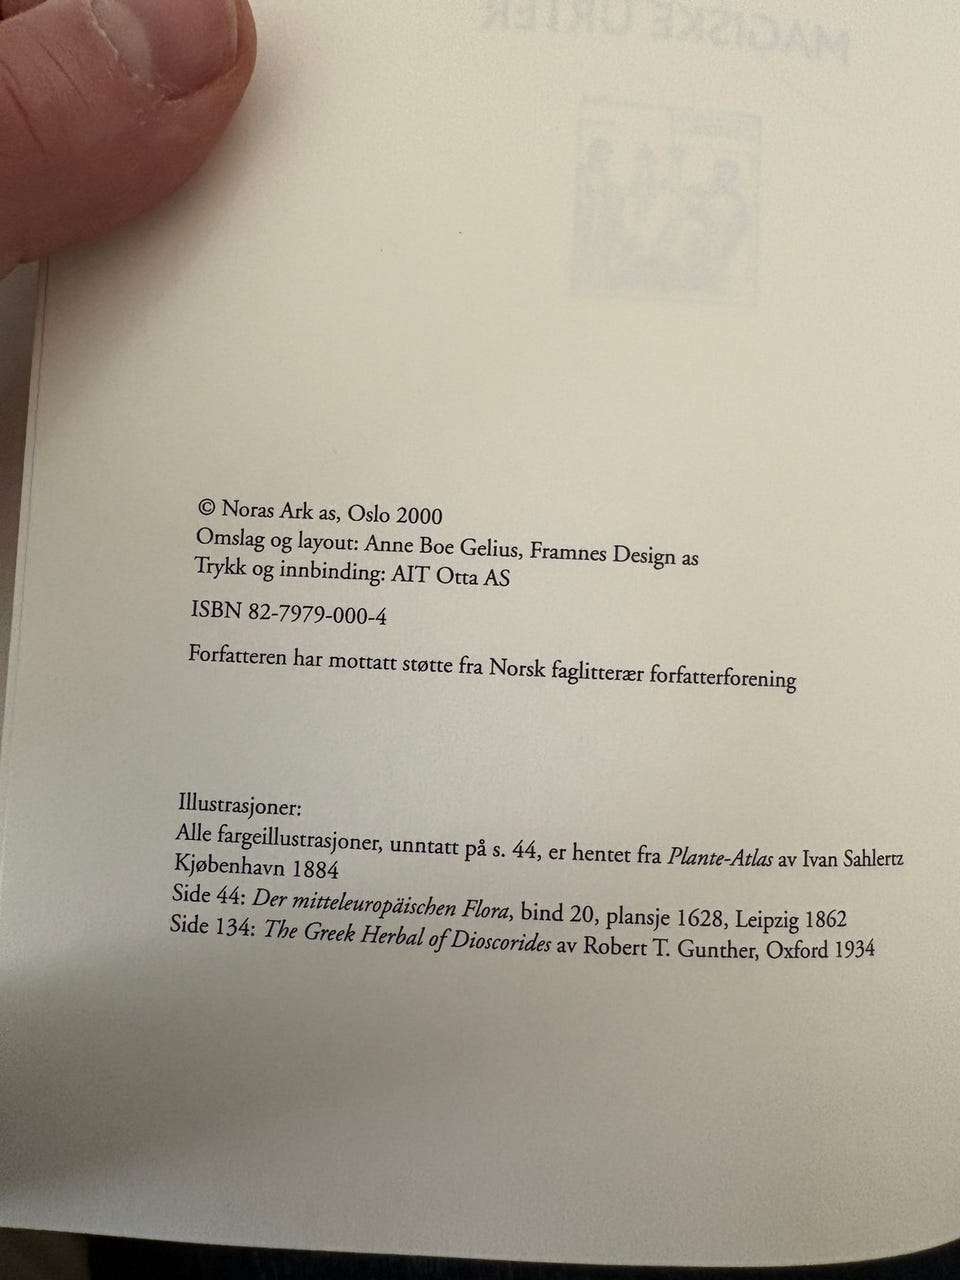 MAGISKE URTER
© Noras Ark as, Oslo 2000
Omslag og layout: Anne Boe Gelius, Framnes Design as
Trykk og innbinding: AIT Otta AS
ISBN 82-7979-000-4
Forfatteren har mottatt støtte fra Norsk faglitterær forfatterforening
Illustrasjoner:
Alle fargeillustrasjoner, unntatt på s. 44, er hentet fra Plante-Atlas av Ivan Sahlertz
Kjøbenhavn 1884
Side 44: Der mitteleuropäischen Flora, bind 20, plansje 1628, Leipzig 1862
Side 134: The Greek Herbal of Dioscorides av Robert T. Gunther, Oxford 1934